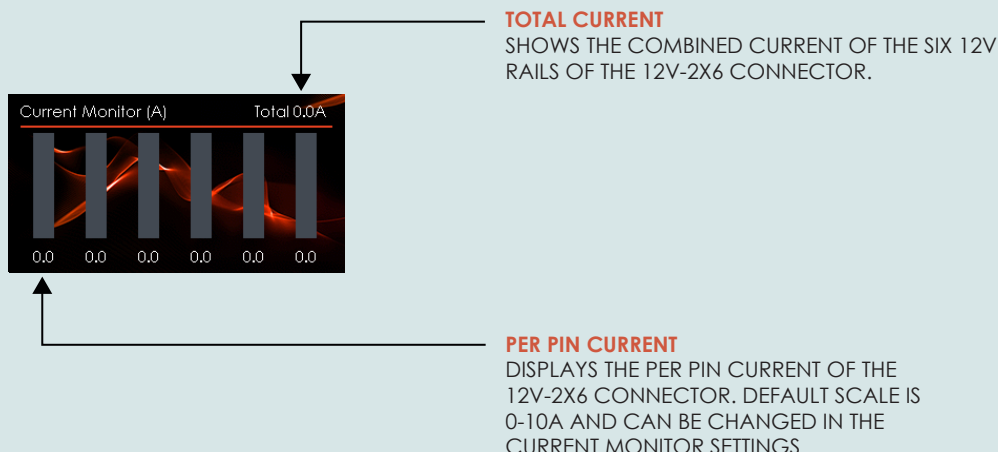 TOTAL CURRENT
SHOWS THE COMBINED CURRENT OF THE SIX 12V
RAILS OF THE 12V-2X6 CONNECTOR.
Current Monitor (A) Total 0.0A
0.0 0.0 0.0 0.0 0.0 0.0
PER PIN CURRENT
DISPLAYS THE PER PIN CURRENT OF THE
12V-2X6 CONNECTOR. DEFAULT SCALE IS
0-10A AND CAN BE CHANGED IN THE
CURRENT MONITOR SETTINGS